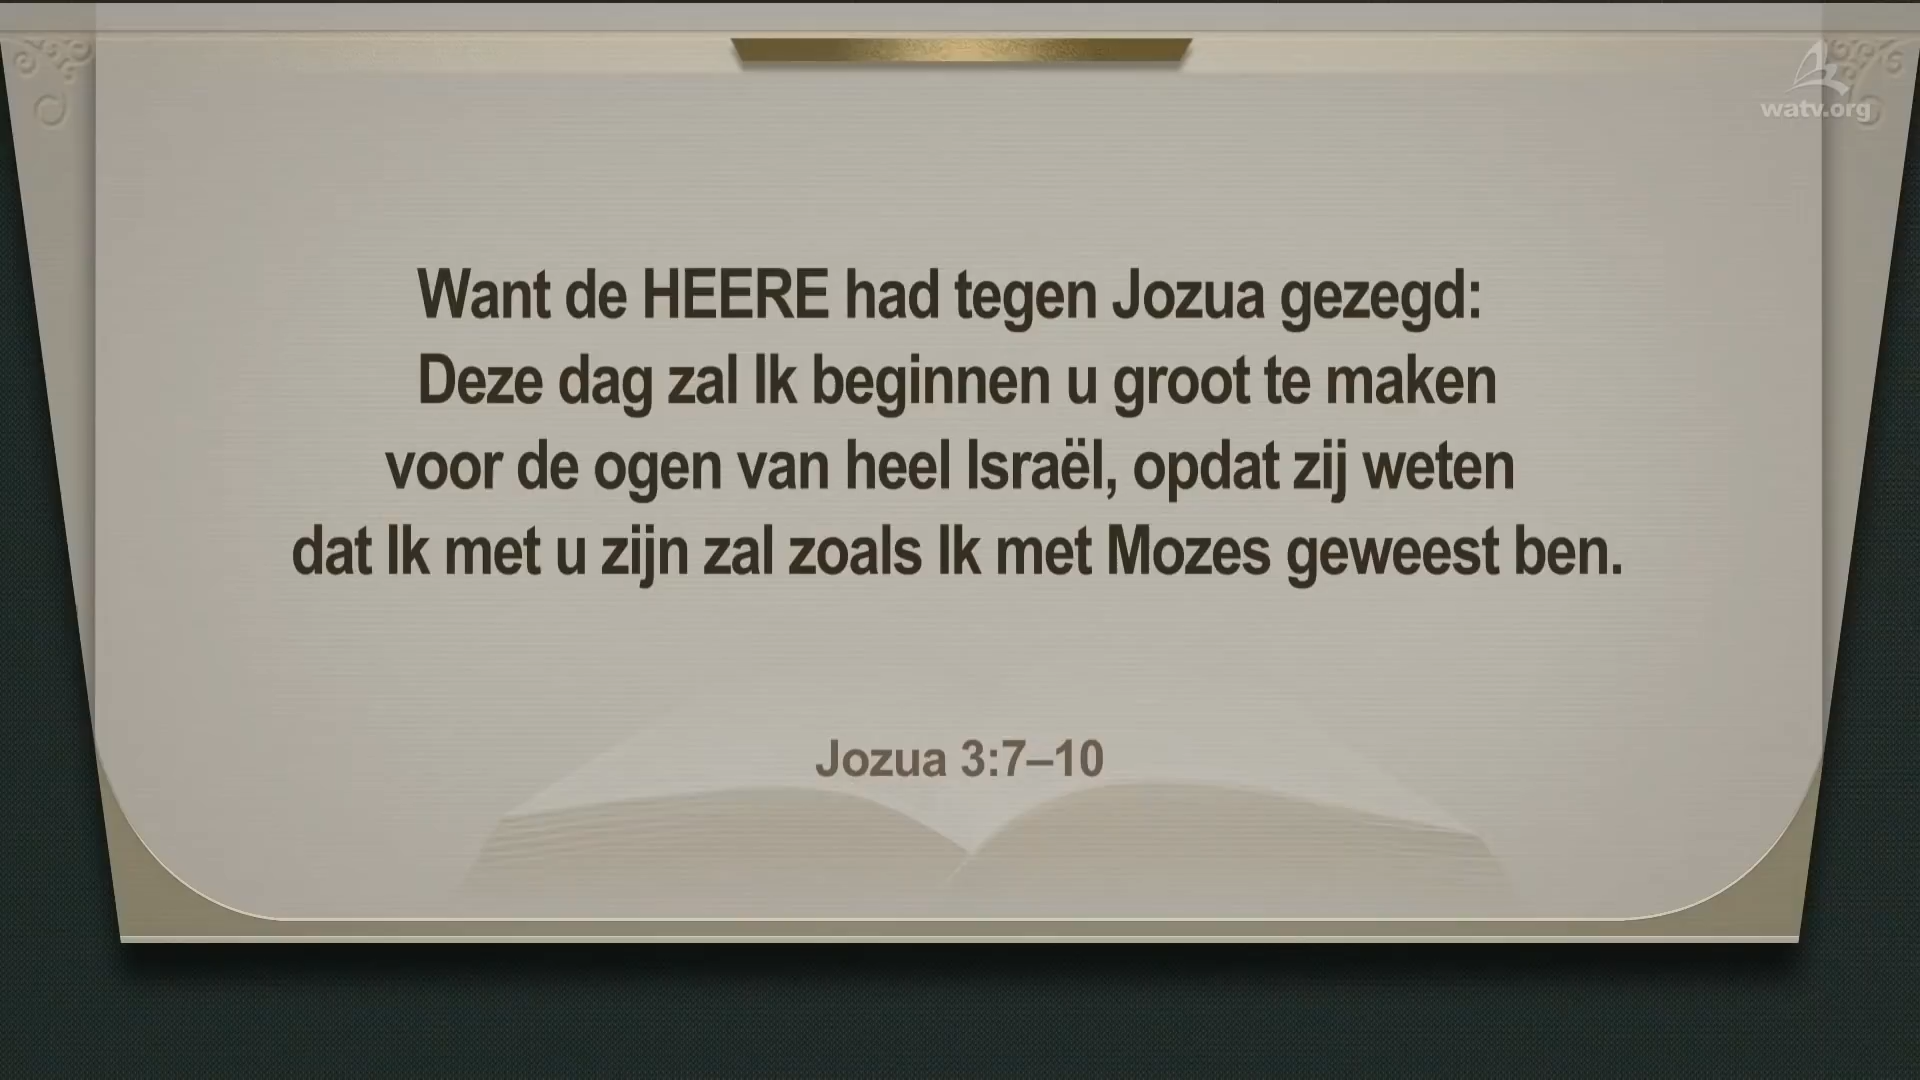 watv.org
Want de HEERE had tegen Jozua gezegd:
Deze dag zal Ik beginnen u groot te maken
voor de ogen van heel Israël, opdat zij weten
dat Ik met u zijn zal zoals Ik met Mozes geweest ben.
Jozua 3:7–10